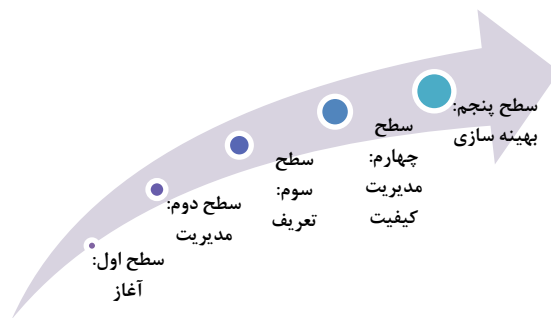 سطح اول:
آغاز
سطح دوم:
مدیریت
سطح
سوم:
تعریف
سطح
چهارم:
مدیریت
کیفیت
سطح پنجم:
بهینه سازی